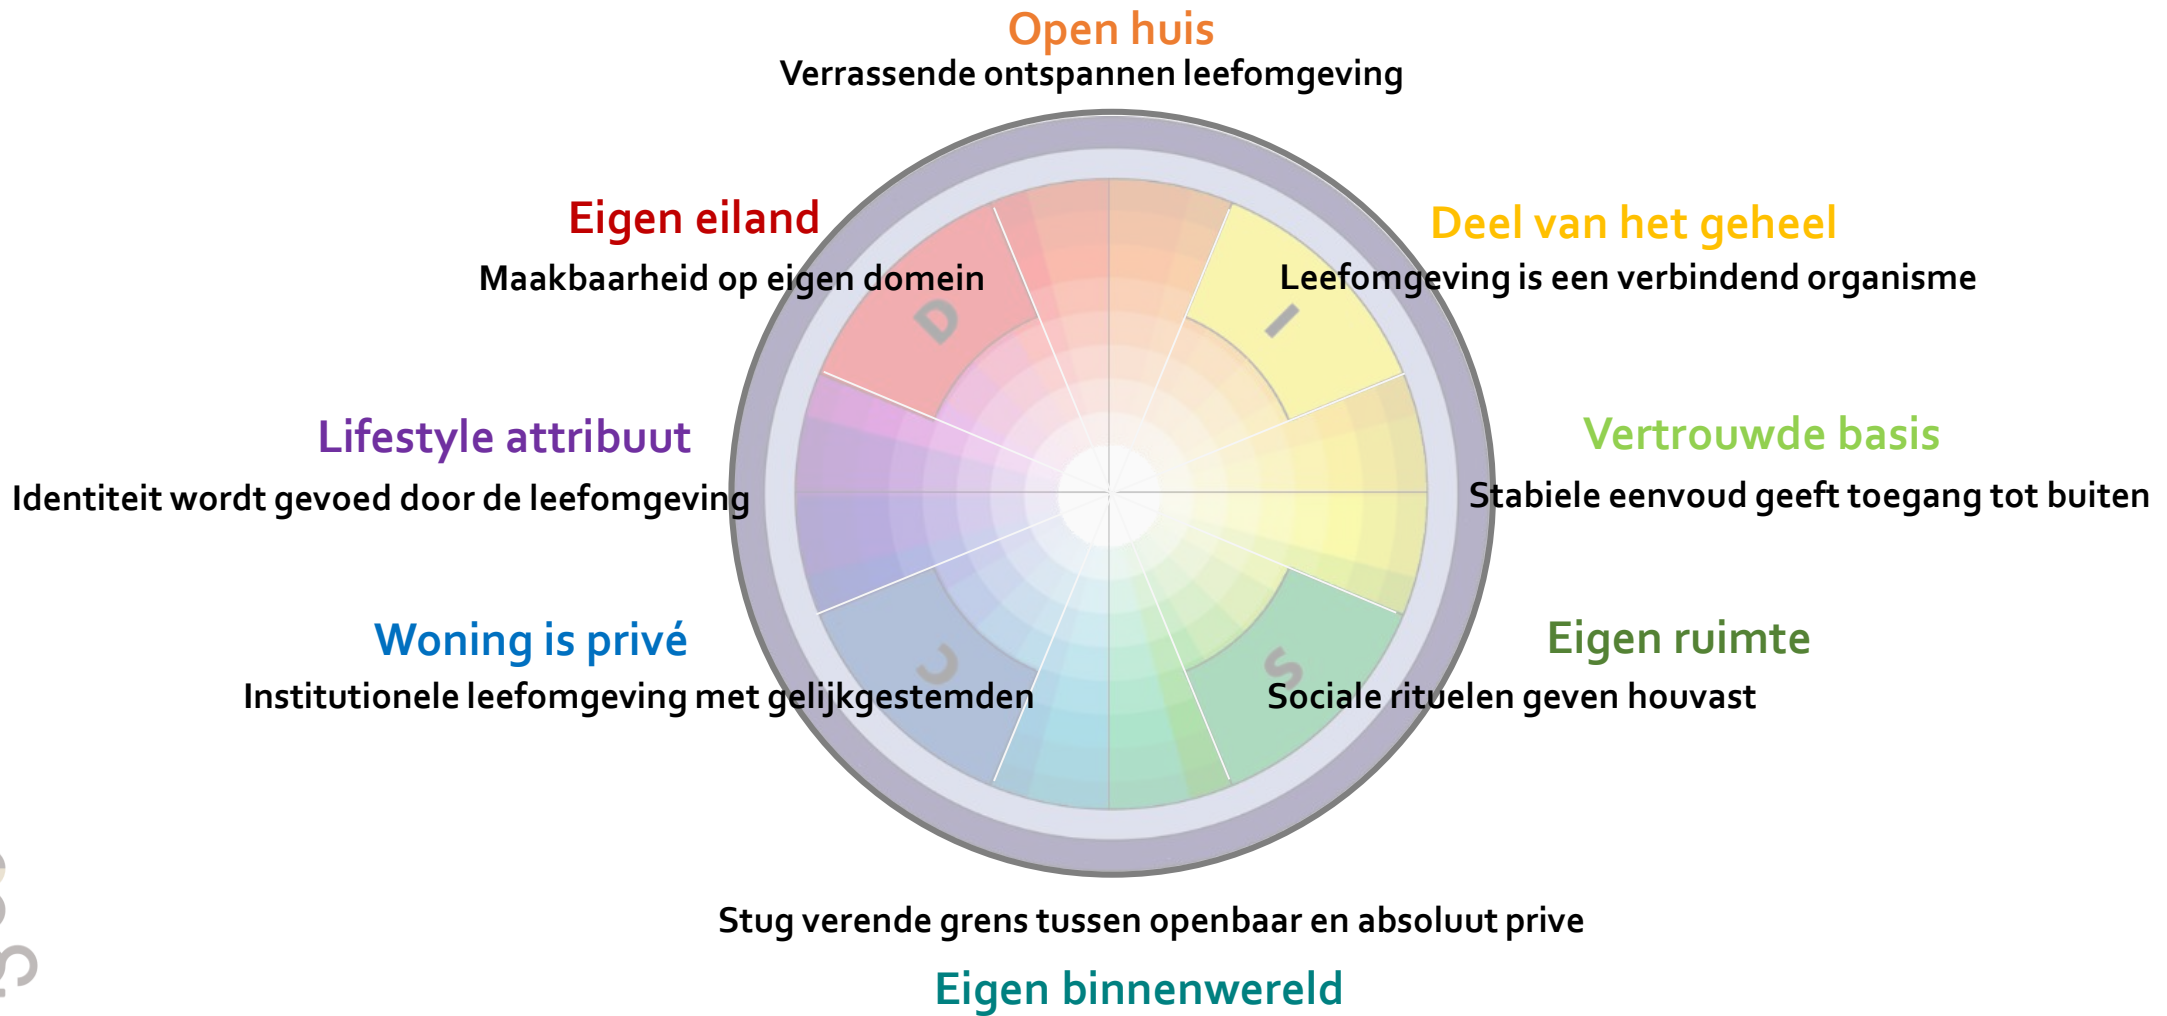 Open huis
Verrassende ontspannen leefomgeving
Eigen eiland
Maakbaarheid op eigen domein
Deel van het geheel
Leefomgeving is een verbindend organisme
D
I
Lifestyle attribuut
Identiteit wordt gevoed door de leefomgeving
Vertrouwde basis
Stabiele eenvoud geeft toegang tot buiten
Woning is privé
Institutionele leefomgeving met gelijkgestemden
Eigen ruimte
Sociale rituelen geven houvast
C
S
Stug verende grens tussen openbaar en absoluut prive
Eigen binnenwereld